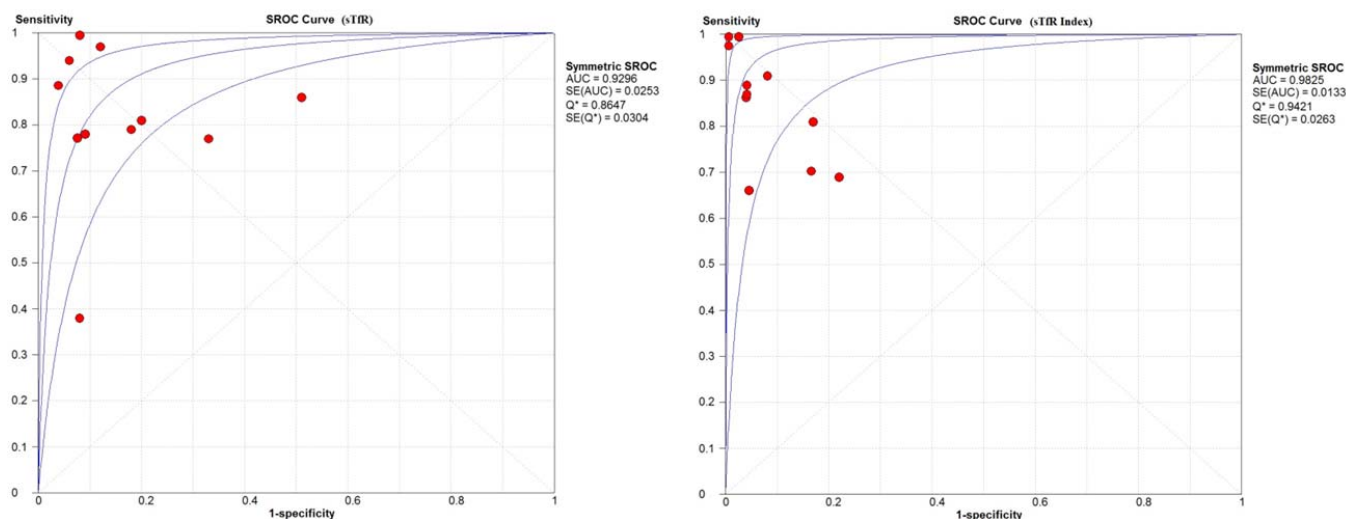 Sensitivity SROC Curve (sTfR)
1
0.9
0.8
0.7
0.6
0.5
0.4
0.3
0.2
0.1
0
0 0.2 0.4 0.6 0.8 1
1-specificity
Symmetric SROC
AUC = 0.9296
SE(AUC) = 0.0253
Q* = 0.8647
SE(Q*) = 0.0304
Sensitivity SROC Curve (sTfR Index)
1
0.9
0.8
0.7
0.6
0.5
0.4
0.3
0.2
0.1
0
0 0.2 0.4 0.6 0.8 1
1-specificity
Symmetric SROC
AUC = 0.9825
SE(AUC) = 0.0133
Q* = 0.9421
SE(Q*) = 0.0263